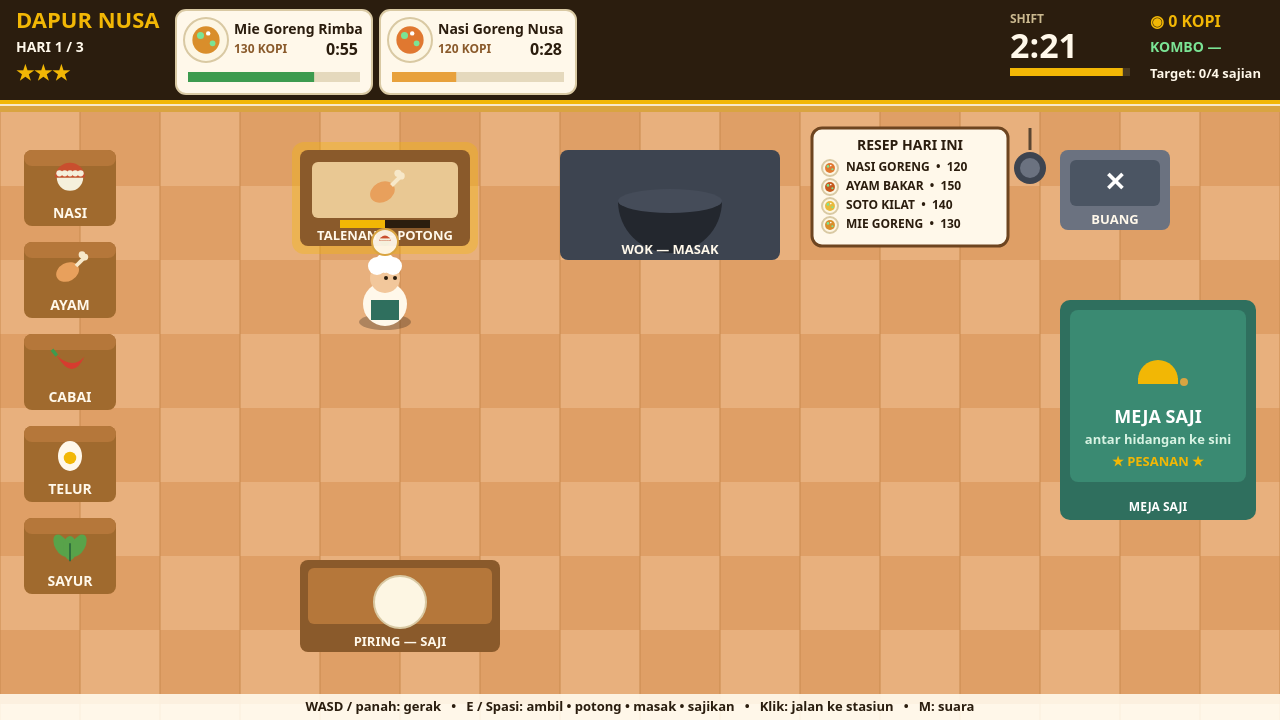 DAPUR NUSA
HARI 1 / 3
★★★
Mie Goreng Rimba
130 KOPI 0:55
Nasi Goreng Nusa
120 KOPI 0:28
SHIFT
2:21
◉ 0 KOPI
KOMBO —
Target: 0/4 sajian
NASI
AYAM
CABAI
TELUR
SAYUR
POTONG
WOK — MASAK
RESEP HARI INI
NASI GORENG • 120
AYAM BAKAR • 150
SOTO KILAT • 140
MIE GORENG • 130
✕
BUANG
MEJA SAJI
antar hidangan ke sini
★ PESANAN ★
MEJA SAJI
PIRING — SAJI
WASD / panah: gerak • E / Spasi: ambil • potong • masak • sajikan • Klik: jalan ke stasiun • M: suara